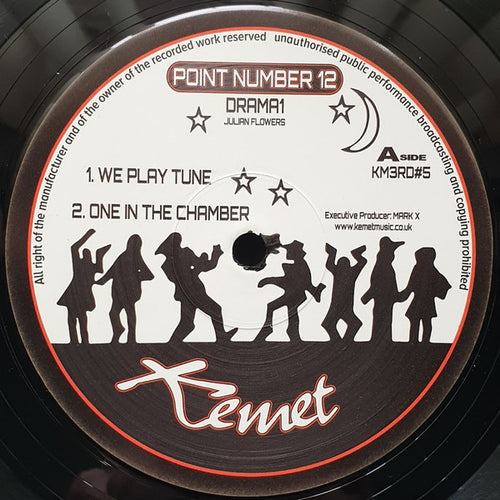 All right of the manufacturer and of the owner of the recorded work reserved unauthorised public performance broadcasting and copying prohibited
POINT NUMBER 12
DRAMA1
JULIAN FLOWERS
A SIDE
KM3RD#5
1. WE PLAY TUNE
2. ONE IN THE CHAMBER
Executive Producer: MARK X
www.kemetmusic.co.uk
Kemet